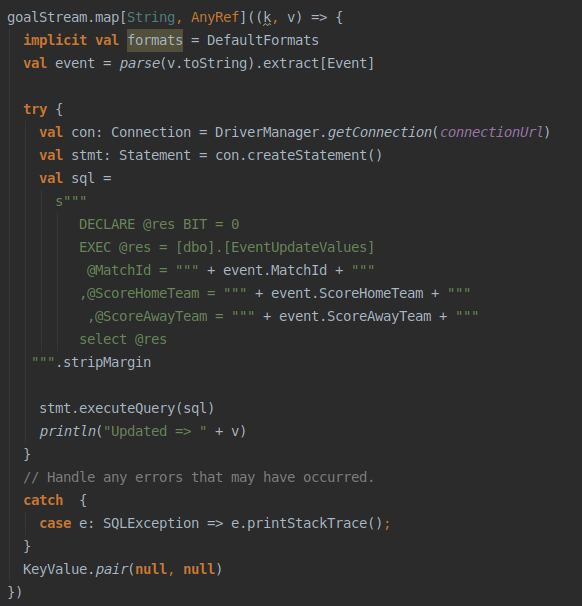 goalStream.map[String, AnyRef]((k, v) => {
  implicit val formats = DefaultFormats
  val event = parse(v.toString).extract[Event]

  try {
    val con: Connection = DriverManager.getConnection(connectionUrl)
    val stmt: Statement = con.createStatement()
    val sql =
      s"""
         DECLARE @res BIT = 0
         EXEC @res = [dbo].[EventUpdateValues]
          @MatchId = """ + event.MatchId + """
         ,@ScoreHomeTeam = """ + event.ScoreHomeTeam + """
          ,@ScoreAwayTeam = """ + event.ScoreAwayTeam + """
         select @res
   """.stripMargin

    stmt.executeQuery(sql)
    println("Updated => " + v)
  }
  // Handle any errors that may have occurred.
  catch  {
    case e: SQLException => e.printStackTrace();
  }
  KeyValue.pair(null, null)
})